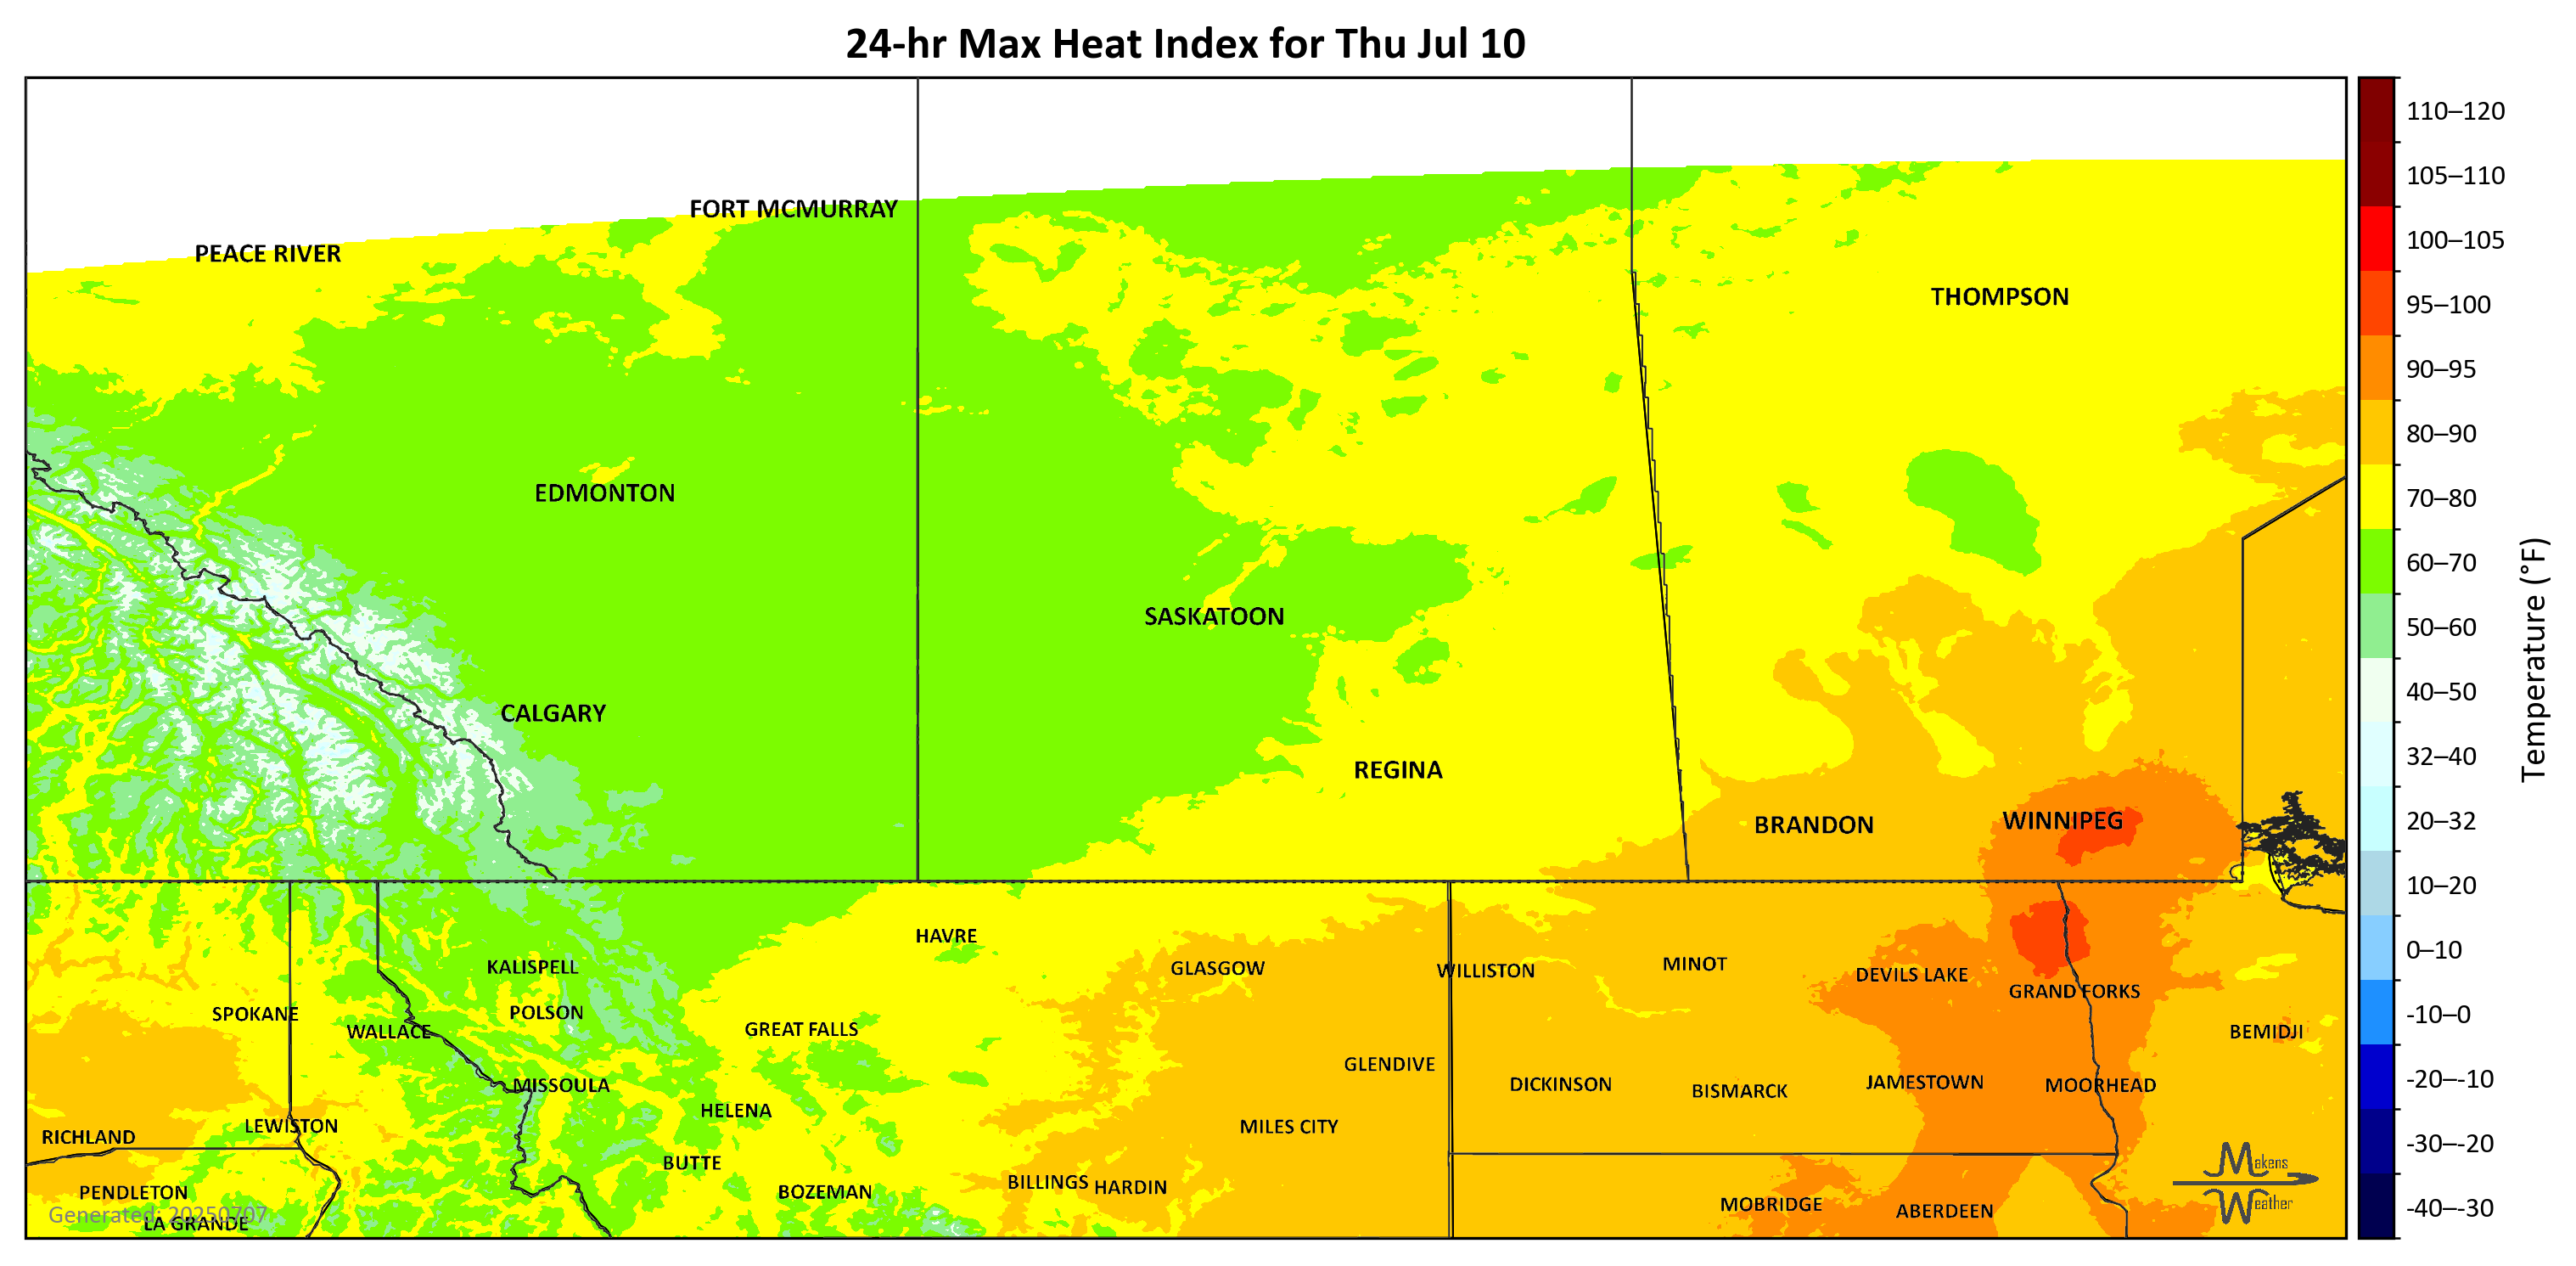 24-hr Max Heat Index for Thu Jul 10
FORT MCMURRAY
PEACE RIVER
THOMPSON
EDMONTON
SASKATOON
CALGARY
REGINA
BRANDON
WINNIPEG
HAVRE
KALISPELL
GLASGOW
WILLISTON
MINOT
DEVILS LAKE
GRAND FORKS
SPOKANE
POLSON
WALLACE
GREAT FALLS
BEMIDJI
GLENDIVE
MISSOULA
DICKINSON
BISMARCK
JAMESTOWN
MOORHEAD
HELENA
LEWISTON
MILES CITY
RICHLAND
BUTTE
PENDLETON
BOZEMAN
BILLINGS
HARDIN
MOBRIDGE
ABERDEEN
Generated: 20250707
LA GRANDE
Makens
Weather
110–120
105–110
100–105
95–100
90–95
80–90
70–80
60–70
50–60
40–50
32–40
20–32
10–20
0–10
-10–0
-20–-10
-30–-20
-40–-30
Temperature (°F)